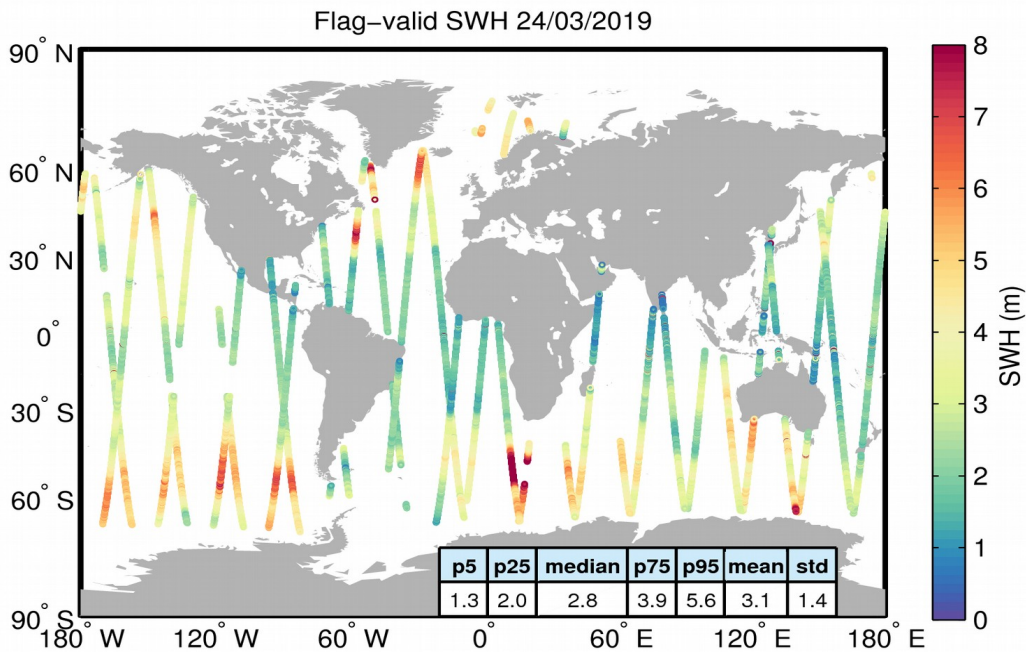 Flag−valid SWH 24/03/2019
90° N
60° N
30° N
0°
30° S
60° S
90° S
180° W
120° W
60° W
0°
60° E
120° E
180° E
p5 p25 median p75 p95 mean std
1.3 2.0 2.8 3.9 5.6 3.1 1.4
8
7
6
5
4
3
2
1
0
SWH (m)